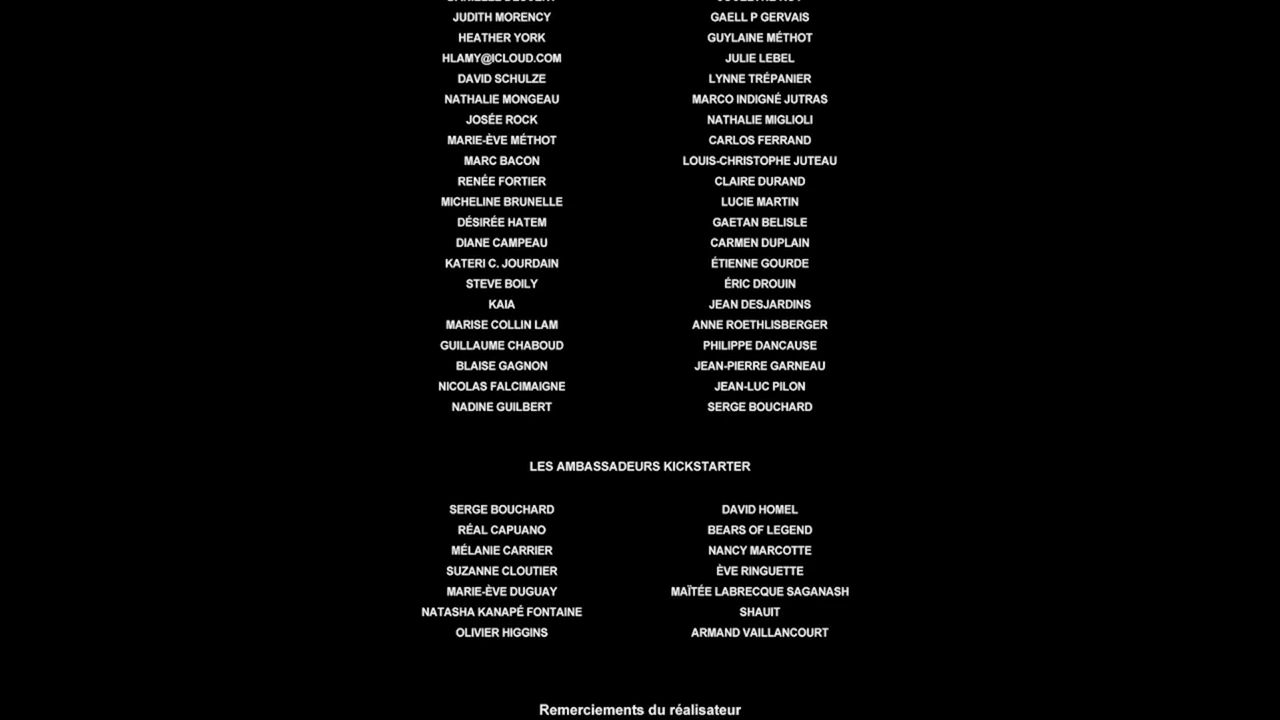 JUDITH MORENCY GAELL P GERVAIS
HEATHER YORK GUYLAINE MÉTHOT
HLAMY@ICLOUD.COM JULIE LEBEL
DAVID SCHULZE LYNNE TRÉPANIER
NATHALIE MONGEAU MARCO INDIGNÉ JUTRAS
JOSÉE ROCK NATHALIE MIGLIOLI
MARIE-ÈVE MÉTHOT CARLOS FERRAND
MARC BACON LOUIS-CHRISTOPHE JUTEAU
RENÉE FORTIER CLAIRE DURAND
MICHELINE BRUNELLE LUCIE MARTIN
DÉSIRÉE HATEM GAETAN BELISLE
DIANE CAMPEAU CARMEN DUPLAIN
KATERI C. JOURDAIN ÉTIENNE GOURDE
STEVE BOILY ÉRIC DROUIN
KAIA JEAN DESJARDINS
MARISE COLLIN LAM ANNE ROETHLISBERGER
GUILLAUME CHABOUD PHILIPPE DANCAUSE
BLAISE GAGNON JEAN-PIERRE GARNEAU
NICOLAS FALCIMAIGNE JEAN-LUC PILON
NADINE GUILBERT SERGE BOUCHARD
LES AMBASSADEURS KICKSTARTER
SERGE BOUCHARD DAVID HOMEL
RÉAL CAPUANO BEARS OF LEGEND
MÉLANIE CARRIER NANCY MARCOTTE
SUZANNE CLOUTIER ÈVE RINGUETTE
MARIE-ÈVE DUGUAY MAÏTÉE LABRECQUE SAGANASH
NATASHA KANAPÉ FONTAINE SHAUIT
OLIVIER HIGGINS ARMAND VAILLANCOURT
Remerciements du réalisateur